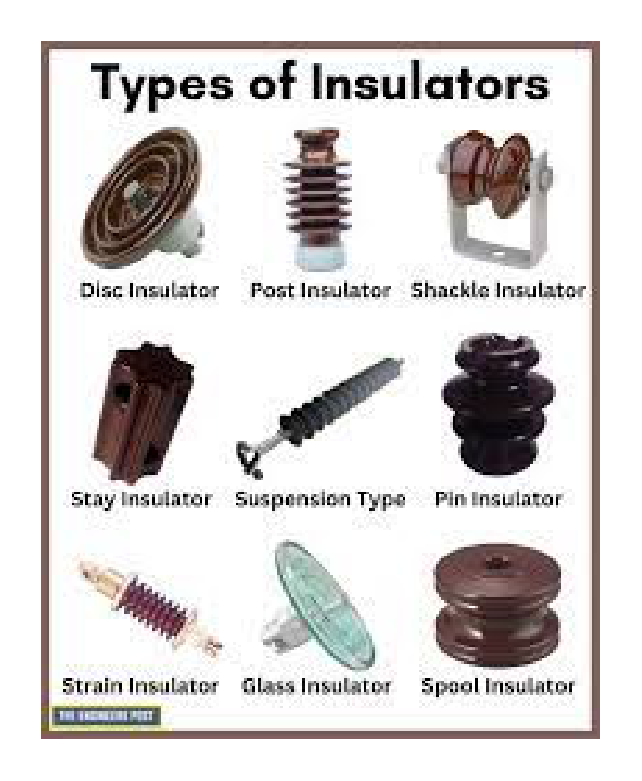 Types of Insulators
Disc Insulator
Post Insulator
Shackle Insulator
Stay Insulator
Suspension Type
Pin Insulator
Strain Insulator
Glass Insulator
Spool Insulator
THE ENGINEERS POST